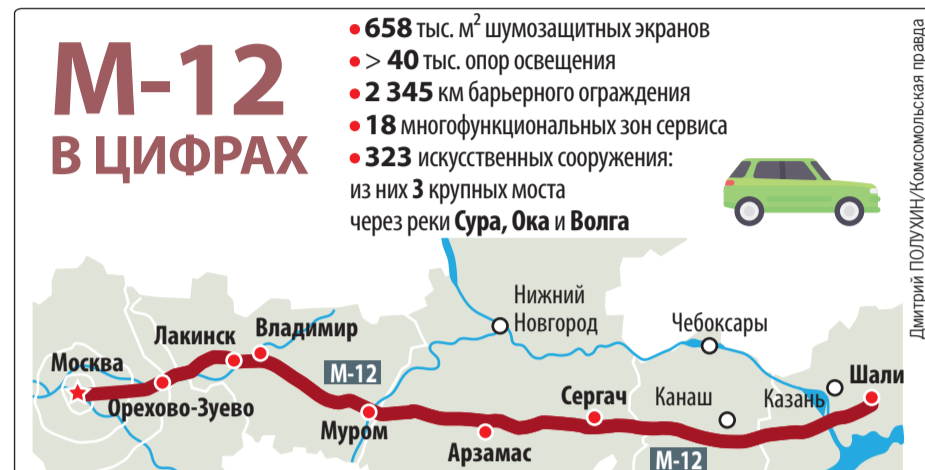 М-12
В ЦИФРАХ
• 658 тыс. м² шумозащитных экранов
• > 40 тыс. опор освещения
• 2 345 км барьерного ограждения
• 18 многофункциональных зон сервиса
• 323 искусственных сооружения:
из них 3 крупных моста
через реки Сура, Ока и Волга
Дмитрий ПОЛУХИН/Комсомольская правда
Москва
Орехово-Зуево
Лакинск
Владимир
М-12
Муром
Нижний
Новгород
Арзамас
Сергач
Чебоксары
Канаш
М-12
Казань
Шали